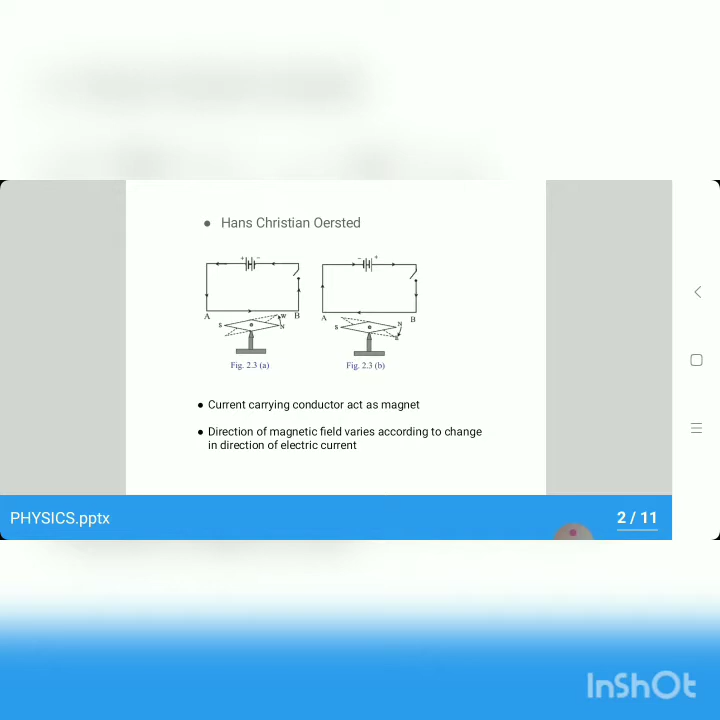 ● Hans Christian Oersted
+ − − +
A B A B
S W N S N E
Fig. 2.3 (a) Fig. 2.3 (b)
● Current carrying conductor act as magnet
● Direction of magnetic field varies according to change
in direction of electric current
PHYSICS.pptx 2 / 11
InShOt